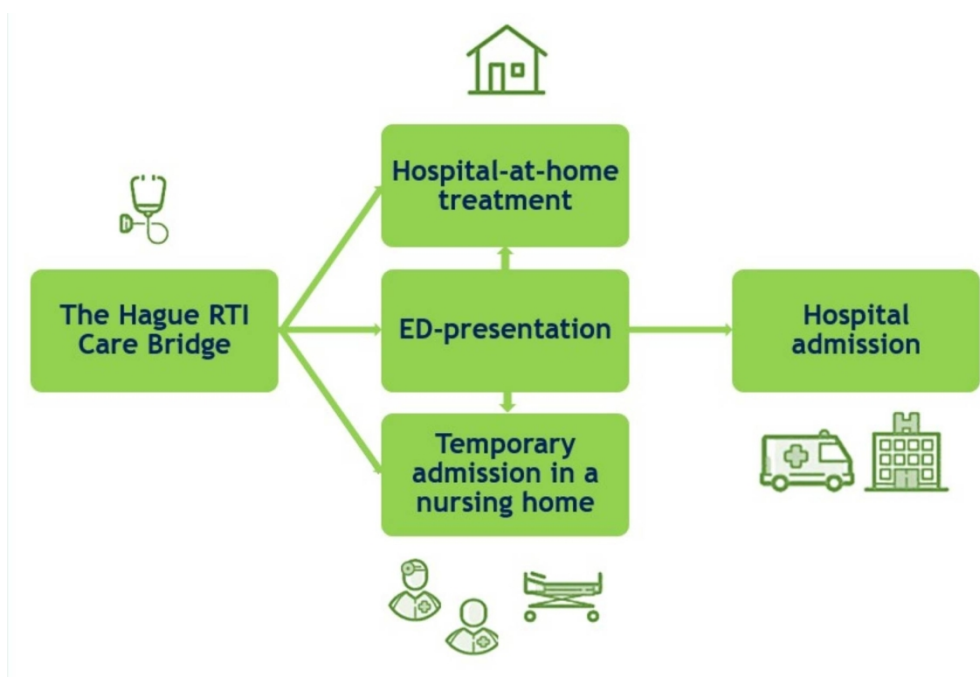 Hospital-at-home
treatment
The Hague RTI
Care Bridge
ED-presentation
Hospital
admission
Temporary
admission in a
nursing home